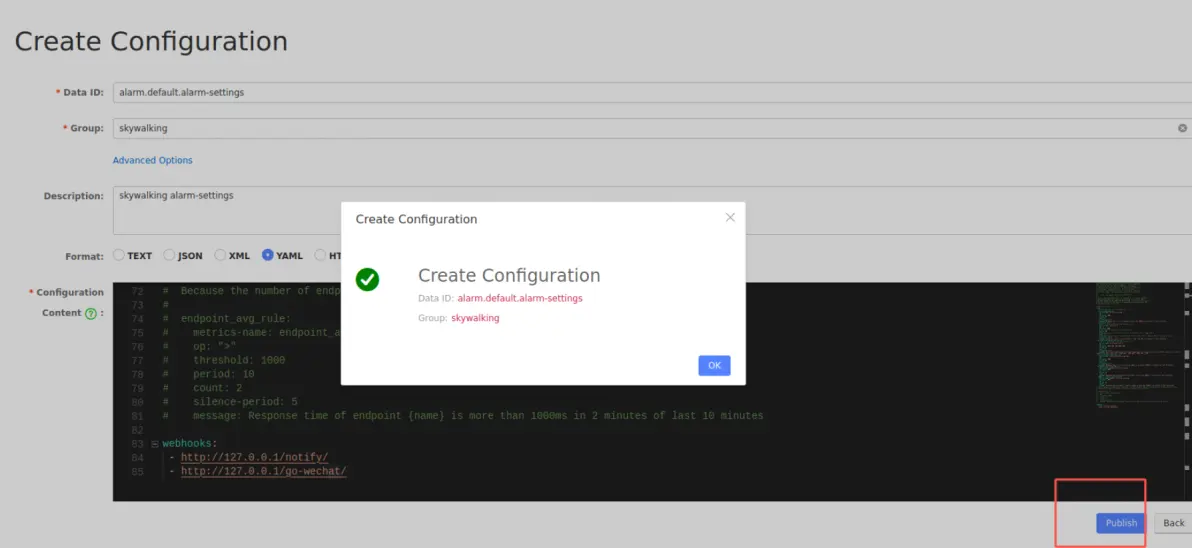 Create Configuration
* Data ID: alarm.default.alarm-settings
* Group: skywalking
Advanced Options
Description: skywalking alarm-settings
Format: TEXT JSON XML YAML HT
* Configuration Content ? :
72 # Because the number of endp
73 #
74 # endpoint_avg_rule:
75 # metrics-name: endpoint_a
76 # op: ">"
77 # threshold: 1000
78 # period: 10
79 # count: 2
80 # silence-period: 5
81 # message: Response time of endpoint {name} is more than 1000ms in 2 minutes of last 10 minutes
82
83 webhooks:
84 - http://127.0.0.1/notify/
85 - http://127.0.0.1/go-wechat/
Create Configuration
Create Configuration
Data ID: alarm.default.alarm-settings
Group: skywalking
OK
Publish Back